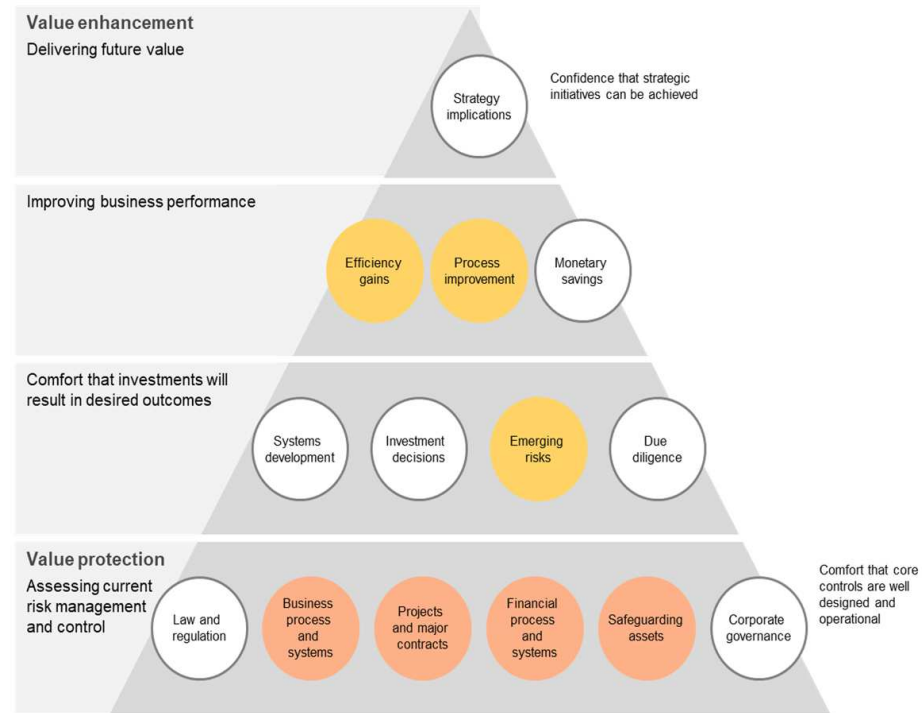 Value enhancement
Delivering future value
Strategy
implications
Confidence that strategic
initiatives can be achieved
Improving business performance
Efficiency
gains
Process
improvement
Monetary
savings
Comfort that investments will
result in desired outcomes
Systems
development
Investment
decisions
Emerging
risks
Due
diligence
Value protection
Assessing current
risk management
and control
Law and
regulation
Business
process
and
systems
Projects
and major
contracts
Financial
process
and
systems
Safeguarding
assets
Corporate
governance
Comfort that core
controls are well
designed and
operational